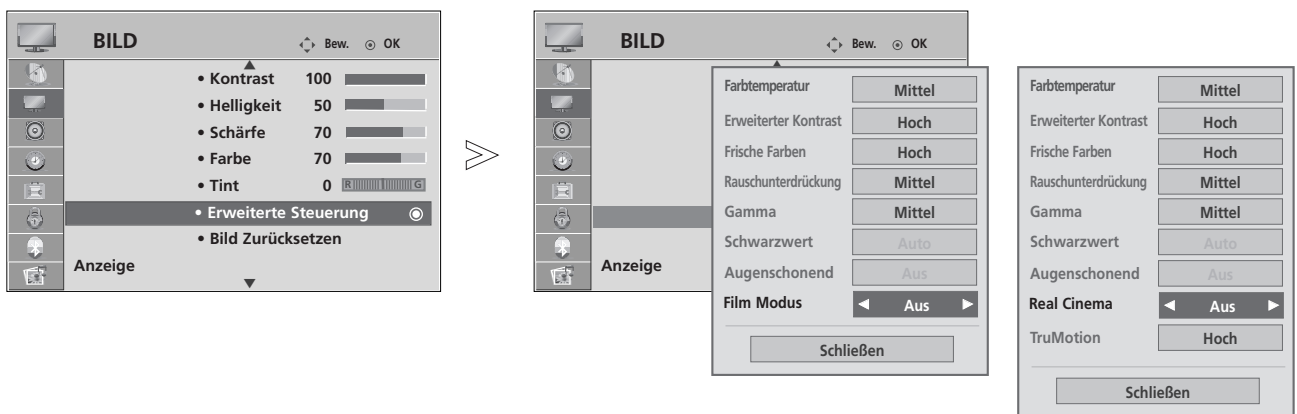 BILD Bew. OK
• Kontrast 100
• Helligkeit 50
• Schärfe 70
• Farbe 70
• Tint 0 R G
• Erweiterte Steuerung
• Bild Zurücksetzen
Anzeige
BILD Bew. OK
Anzeige
Farbtemperatur Mittel
Erweiterter Kontrast Hoch
Frische Farben Hoch
Rauschunterdrückung Mittel
Gamma Mittel
Schwarzwert Auto
Augenschonend Aus
Film Modus Aus
Schließen
Farbtemperatur Mittel
Erweiterter Kontrast Hoch
Frische Farben Hoch
Rauschunterdrückung Mittel
Gamma Mittel
Schwarzwert Auto
Augenschonend Aus
Real Cinema Aus
TruMotion Hoch
Schließen